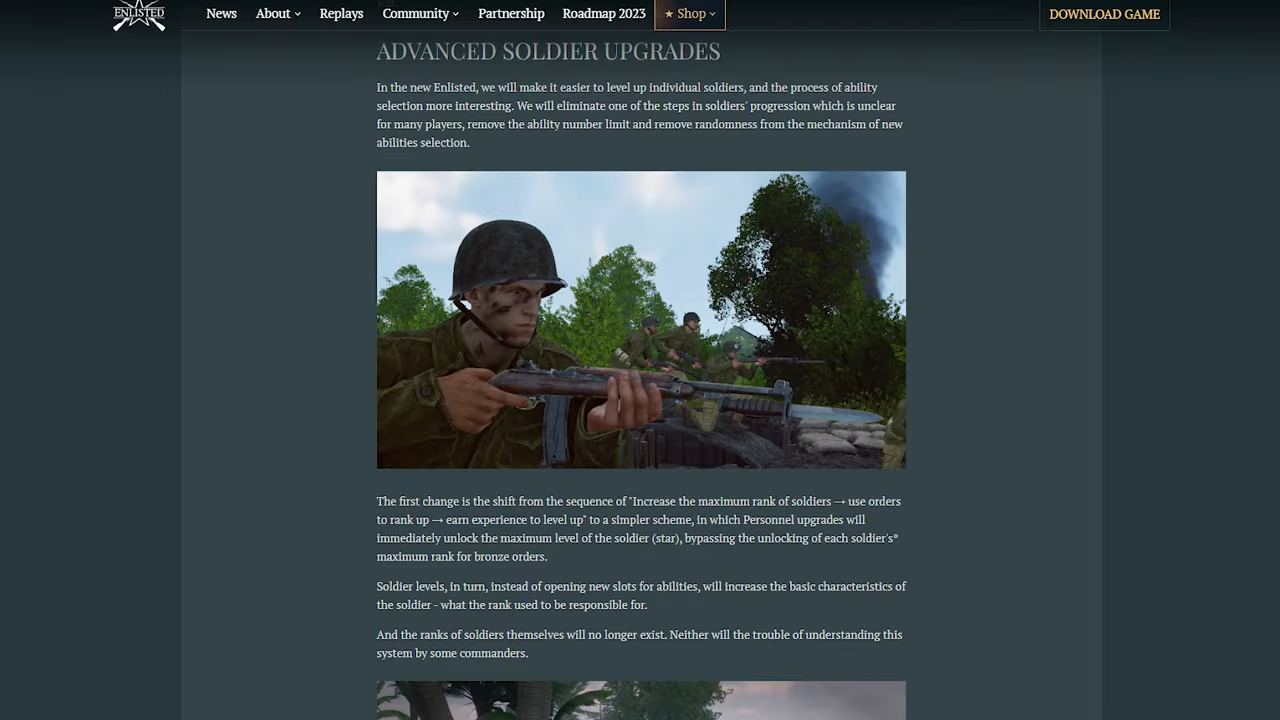 ENLISTED
News About Replays Community Partnership Roadmap 2023 ★ Shop DOWNLOAD GAME
ADVANCED SOLDIER UPGRADES
In the new Enlisted, we will make it easier to level up individual soldiers, and the process of ability
selection more interesting. We will eliminate one of the steps in soldiers' progression which is unclear
for many players, remove the ability number limit and remove randomness from the mechanism of new
abilities selection.
The first change is the shift from the sequence of "Increase the maximum rank of soldiers → use orders
to rank up → earn experience to level up" to a simpler scheme, in which Personnel upgrades will
immediately unlock the maximum level of the soldier (star), bypassing the unlocking of each soldier's*
maximum rank for bronze orders.
Soldier levels, in turn, instead of opening new slots for abilities, will increase the basic characteristics of
the soldier - what the rank used to be responsible for.
And the ranks of soldiers themselves will no longer exist. Neither will the trouble of understanding this
system by some commanders.